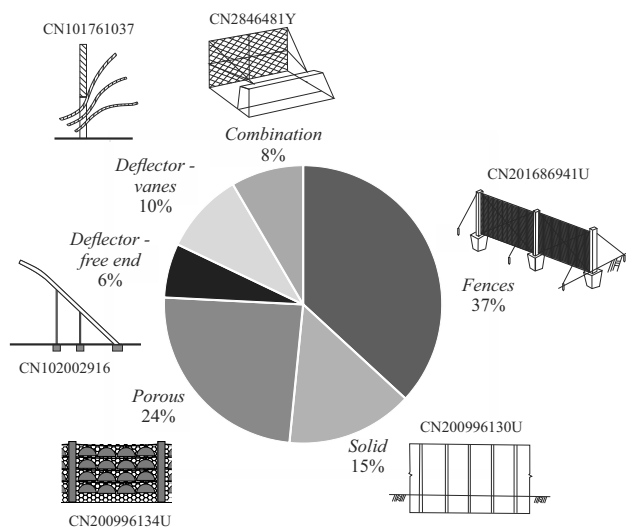 CN101761037
CN2846481Y
Combination
8%
Deflector -
vanes
10%
CN201686941U
Deflector -
free end
6%
Fences
37%
CN102002916
Porous
24%
CN200996130U
Solid
15%
CN200996134U